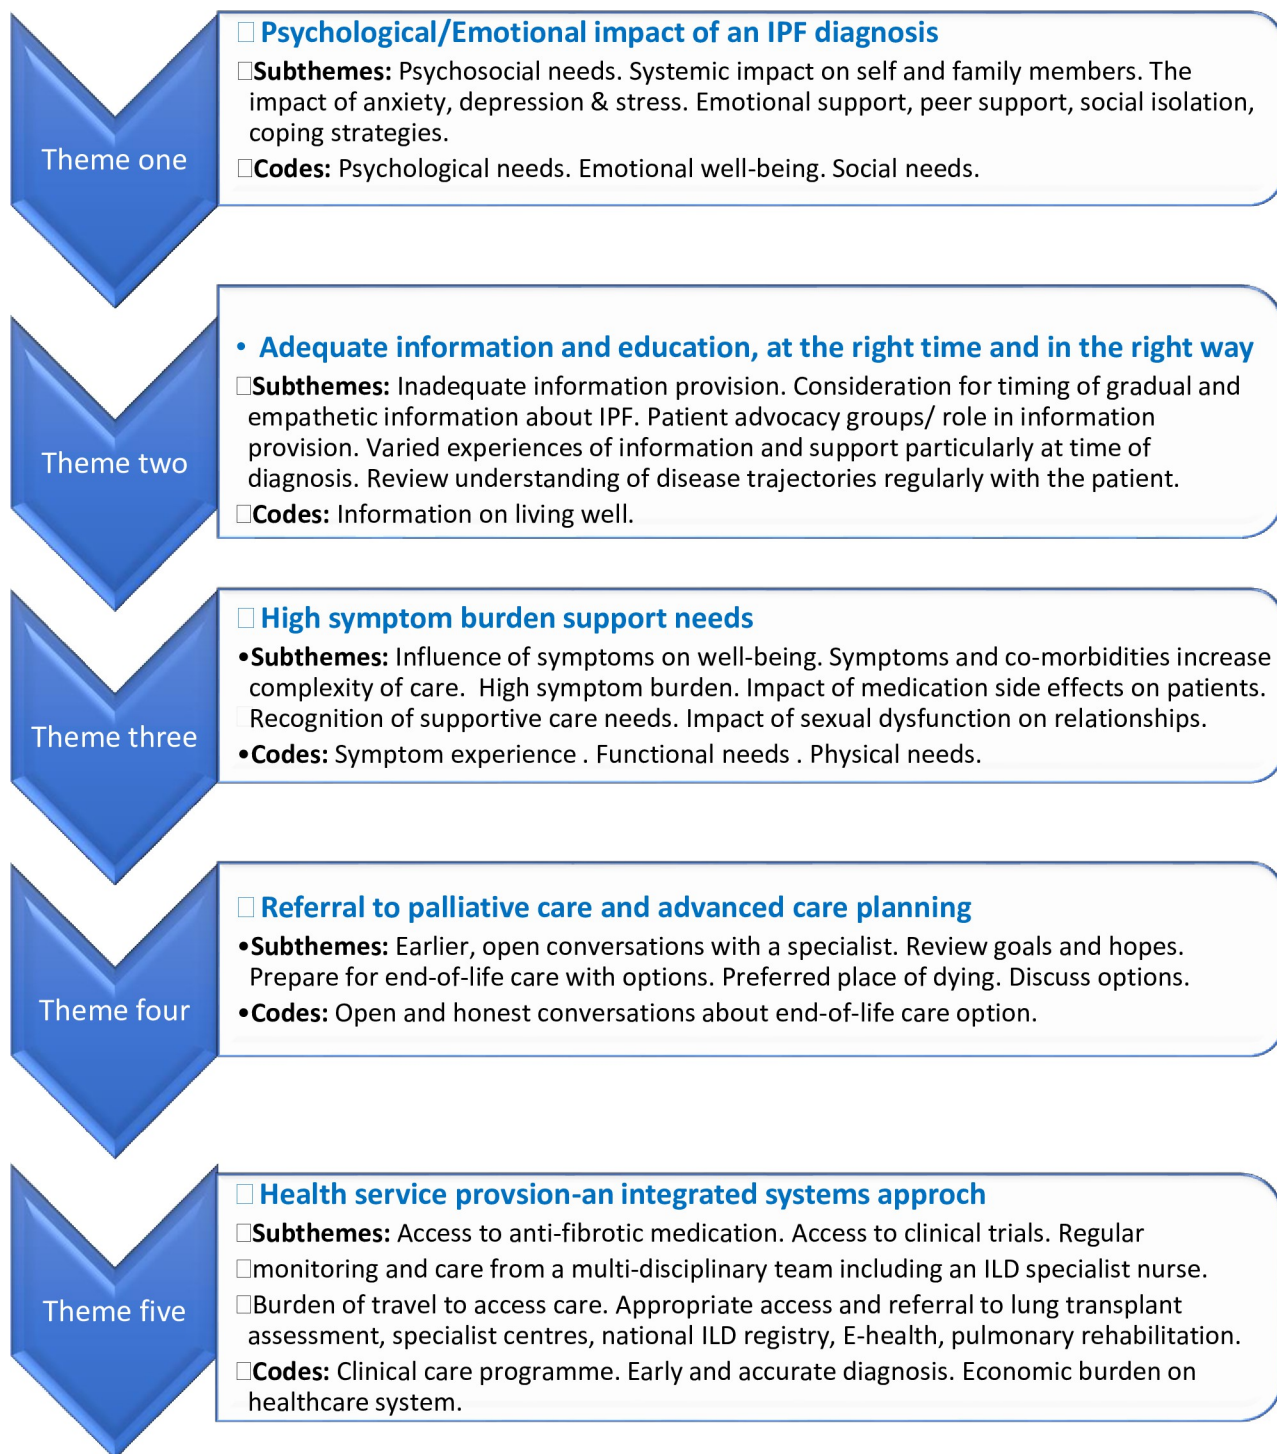 Theme one
□ Psychological/Emotional impact of an IPF diagnosis
□Subthemes: Psychosocial needs. Systemic impact on self and family members. The
impact of anxiety, depression & stress. Emotional support, peer support, social isolation,
coping strategies.
□Codes: Psychological needs. Emotional well-being. Social needs.
Theme two
• Adequate information and education, at the right time and in the right way
□Subthemes: Inadequate information provision. Consideration for timing of gradual and
empathetic information about IPF. Patient advocacy groups/ role in information
provision. Varied experiences of information and support particularly at time of
diagnosis. Review understanding of disease trajectories regularly with the patient.
□Codes: Information on living well.
Theme three
□ High symptom burden support needs
•Subthemes: Influence of symptoms on well-being. Symptoms and co-morbidities increase
complexity of care.  High symptom burden. Impact of medication side effects on patients.
Recognition of supportive care needs. Impact of sexual dysfunction on relationships.
•Codes: Symptom experience . Functional needs . Physical needs.
Theme four
□ Referral to palliative care and advanced care planning
•Subthemes: Earlier, open conversations with a specialist. Review goals and hopes.
Prepare for end-of-life care with options. Preferred place of dying. Discuss options.
•Codes: Open and honest conversations about end-of-life care option.
Theme five
□ Health service provsion-an integrated systems approch
□Subthemes: Access to anti-fibrotic medication. Access to clinical trials. Regular
□monitoring and care from a multi-disciplinary team including an ILD specialist nurse.
□Burden of travel to access care. Appropriate access and referral to lung transplant
assessment, specialist centres, national ILD registry, E-health, pulmonary rehabilitation.
□Codes: Clinical care programme. Early and accurate diagnosis. Economic burden on
healthcare system.